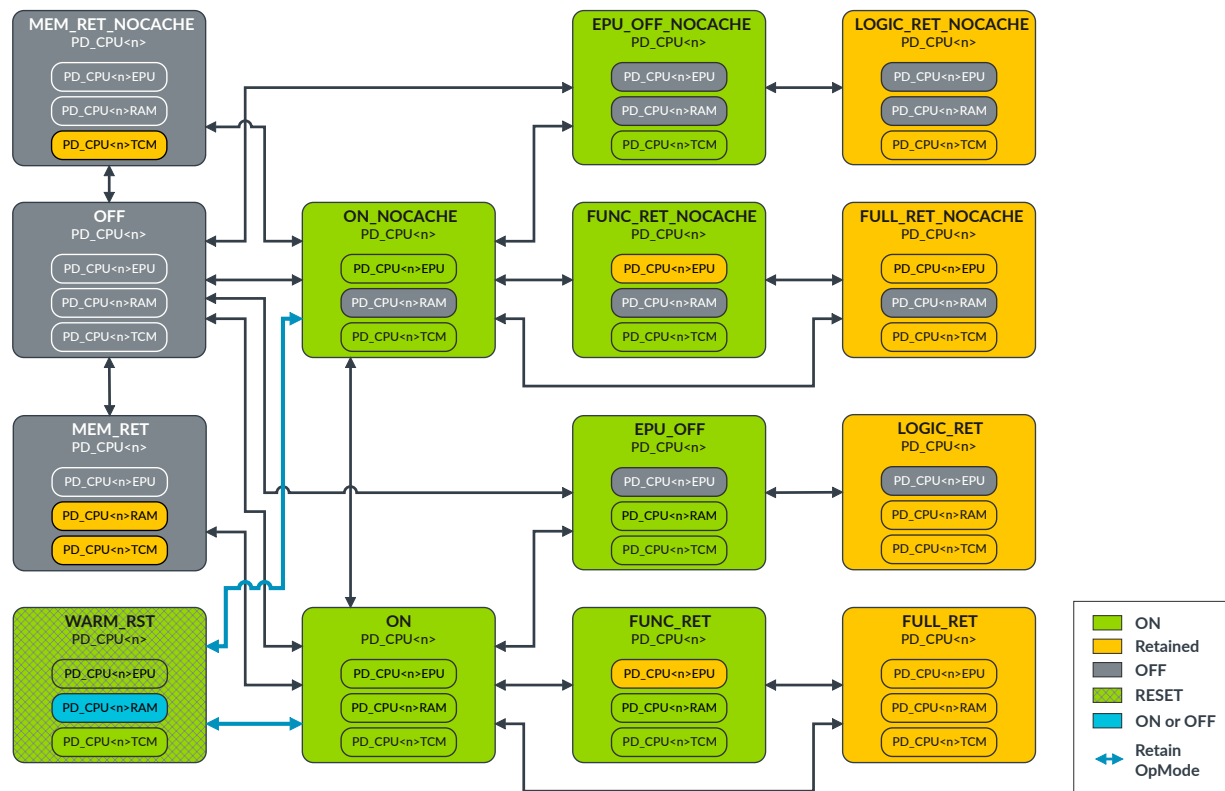 MEM_RET_NOCACHE
PD_CPU<n>
PD_CPU<n>EPU
PD_CPU<n>RAM
PD_CPU<n>TCM
EPU_OFF_NOCACHE
PD_CPU<n>
PD_CPU<n>EPU
PD_CPU<n>RAM
PD_CPU<n>TCM
LOGIC_RET_NOCACHE
PD_CPU<n>
PD_CPU<n>EPU
PD_CPU<n>RAM
PD_CPU<n>TCM
OFF
PD_CPU<n>
PD_CPU<n>EPU
PD_CPU<n>RAM
PD_CPU<n>TCM
ON_NOCACHE
PD_CPU<n>
PD_CPU<n>EPU
PD_CPU<n>RAM
PD_CPU<n>TCM
FUNC_RET_NOCACHE
PD_CPU<n>
PD_CPU<n>EPU
PD_CPU<n>RAM
PD_CPU<n>TCM
FULL_RET_NOCACHE
PD_CPU<n>
PD_CPU<n>EPU
PD_CPU<n>RAM
PD_CPU<n>TCM
MEM_RET
PD_CPU<n>
PD_CPU<n>EPU
PD_CPU<n>RAM
PD_CPU<n>TCM
EPU_OFF
PD_CPU<n>
PD_CPU<n>EPU
PD_CPU<n>RAM
PD_CPU<n>TCM
LOGIC_RET
PD_CPU<n>
PD_CPU<n>EPU
PD_CPU<n>RAM
PD_CPU<n>TCM
WARM_RST
PD_CPU<n>
PD_CPU<n>EPU
PD_CPU<n>RAM
PD_CPU<n>TCM
ON
PD_CPU<n>
PD_CPU<n>EPU
PD_CPU<n>RAM
PD_CPU<n>TCM
FUNC_RET
PD_CPU<n>
PD_CPU<n>EPU
PD_CPU<n>RAM
PD_CPU<n>TCM
FULL_RET
PD_CPU<n>
PD_CPU<n>EPU
PD_CPU<n>RAM
PD_CPU<n>TCM
ON
Retained
OFF
RESET
ON or OFF
Retain
OpMode